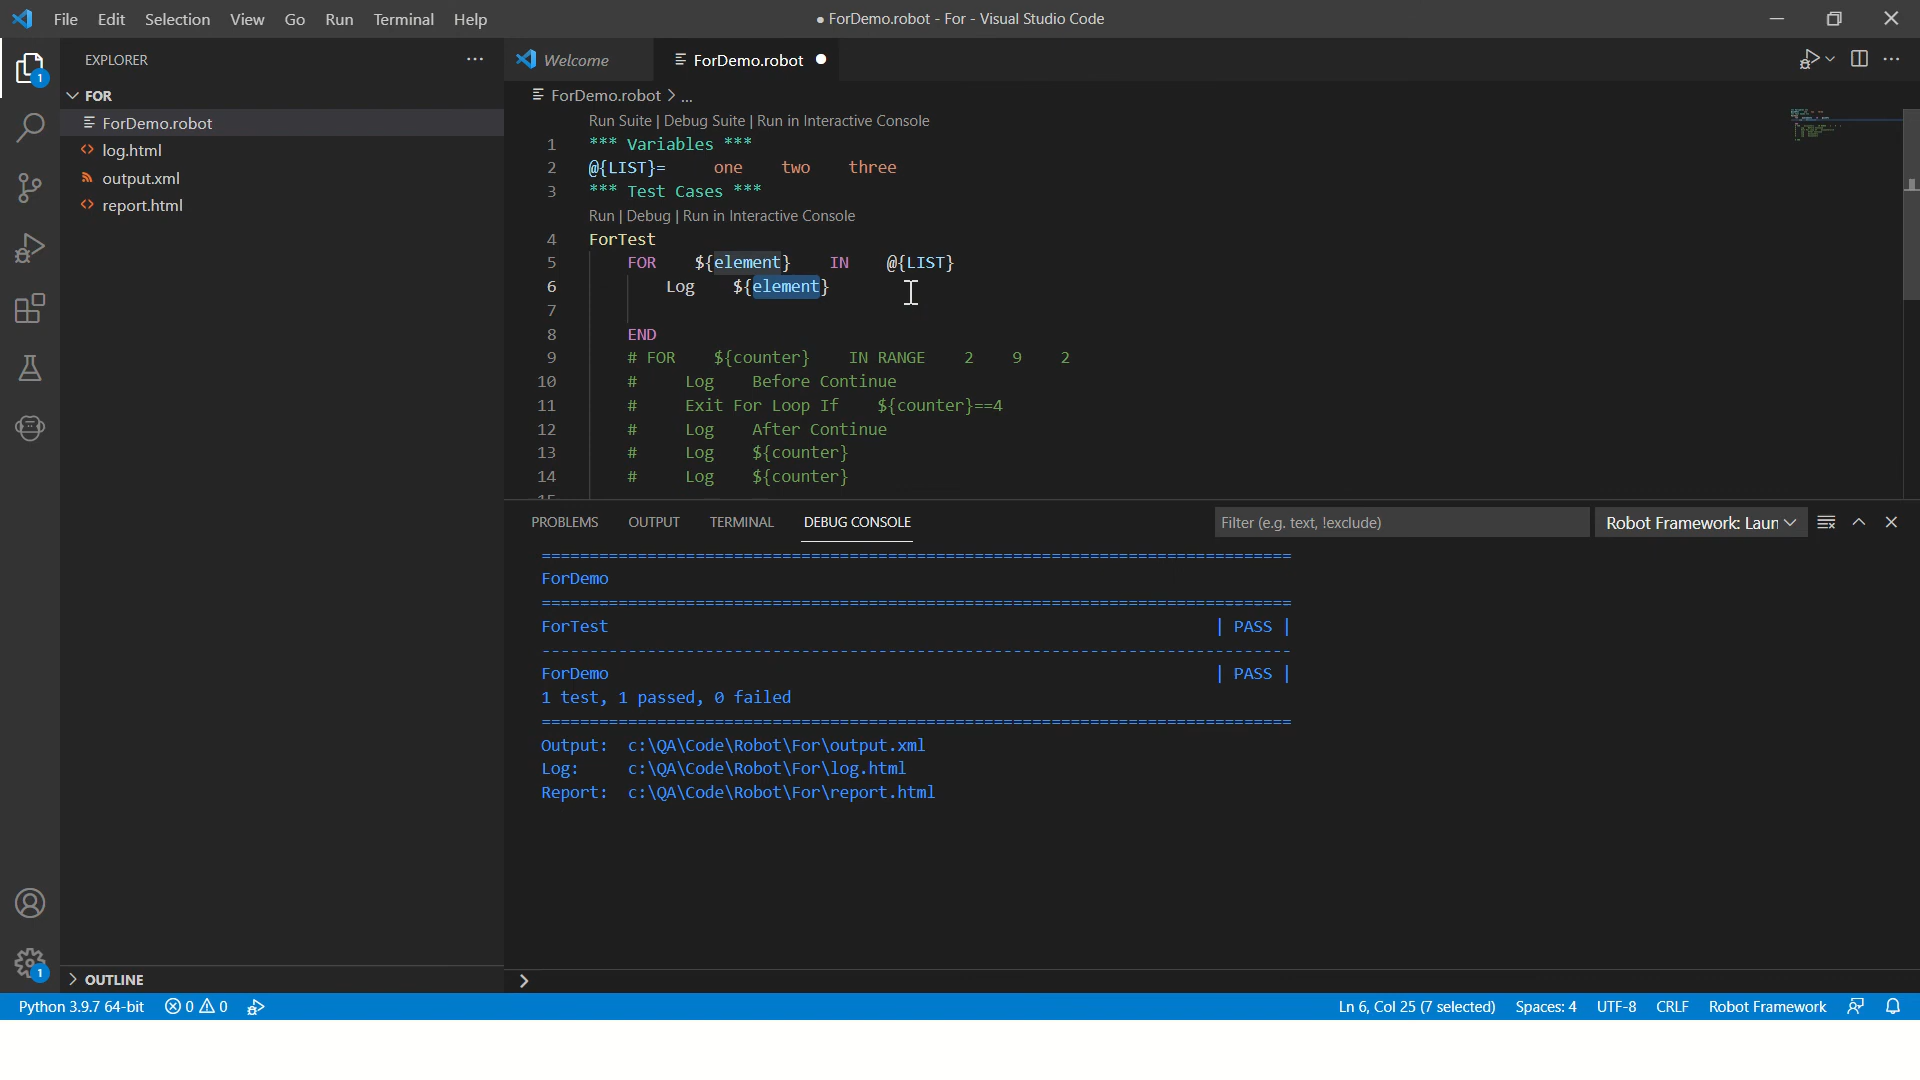 File Edit Selection View Go Run Terminal Help
● ForDemo.robot - For - Visual Studio Code
EXPLORER
Welcome
ForDemo.robot
FOR
ForDemo.robot
log.html
output.xml
report.html
OUTLINE
ForDemo.robot > ...
Run Suite | Debug Suite | Run in Interactive Console
1 *** Variables ***
2 @{LIST}= one two three
3 *** Test Cases ***
Run | Debug | Run in Interactive Console
4 ForTest
5 FOR ${element} IN @{LIST}
6 Log ${element}
7
8 END
9 # FOR ${counter} IN RANGE 2 9 2
10 # Log Before Continue
11 # Exit For Loop If ${counter}==4
12 # Log After Continue
13 # Log ${counter}
14 # Log ${counter}
PROBLEMS OUTPUT TERMINAL DEBUG CONSOLE
Filter (e.g. text, !exclude)
Robot Framework: Laun
==============================================================================
ForDemo
==============================================================================
ForTest | PASS |
------------------------------------------------------------------------------
ForDemo | PASS |
1 test, 1 passed, 0 failed
==============================================================================
Output: c:\QA\Code\Robot\For\output.xml
Log: c:\QA\Code\Robot\For\log.html
Report: c:\QA\Code\Robot\For\report.html
1
1
Python 3.9.7 64-bit 0 0
Ln 6, Col 25 (7 selected) Spaces: 4 UTF-8 CRLF Robot Framework